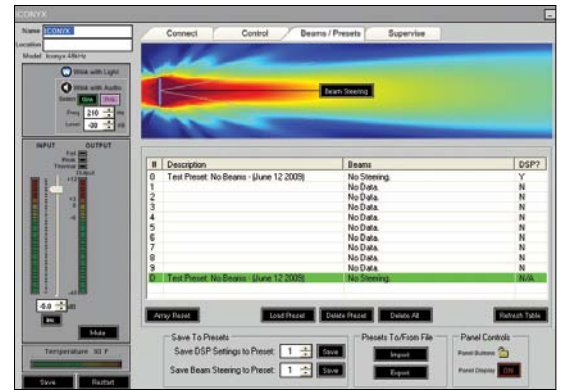 ICONYX
Name ICONYX
Location
Model Iconyx 48kHz
Connect Control Beams / Presets Supervise
Wink with Light
Wink with Audio
Select Sine
Freq 210 Hz
Level -30 dB
Beam Steering
INPUT OUTPUT
Peak
Thermal
Output
# Description Beams DSP?
0 Test Preset: No Beams - (June 12 2009) No Steering. Y
1 No Data. N
2 No Data. N
3 No Data. N
4 No Data. N
5 No Data. N
6 No Data. N
7 No Data. N
8 No Data. N
9 No Data. N
0 Test Preset: No Beams - (June 12 2009) No Steering. N/A
-5.0 dB
Mute
Array Reset Load Preset Delete Preset Delete All Refresh Table
Temperature 93 F
Save Restart
Save To Presets
Save DSP Settings to Preset: 1 Save
Save Beam Steering to Preset: 1 Save
Presets To/From File
Import
Export
Panel Controls
Panel Buttons
Panel Display ON